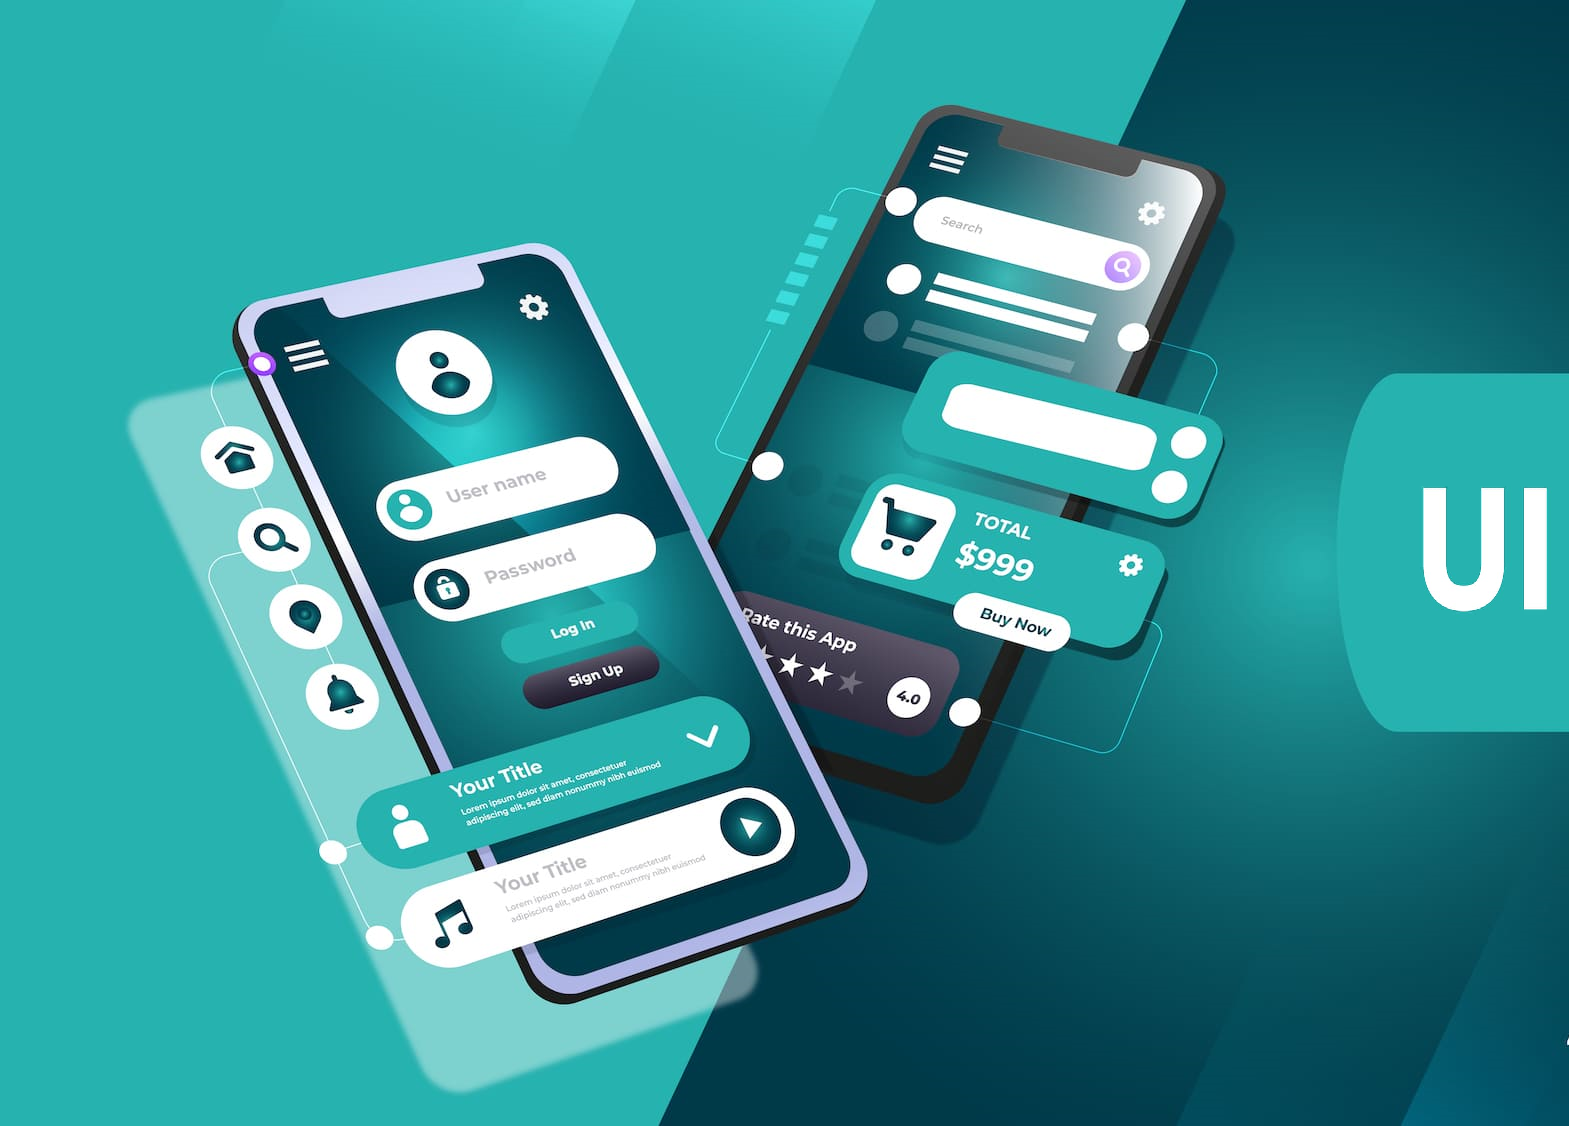 User name
Password
Log In
Sign Up
Your Title
Lorem ipsum dolor sit amet, consectetuer
adipiscing elit, sed diam nonummy nibh euismod
Your Title
Lorem ipsum dolor sit amet, consectetuer
adipiscing elit, sed diam nonummy nibh euismod
Search
TOTAL
$999
Buy Now
Rate this App
4.0
UI